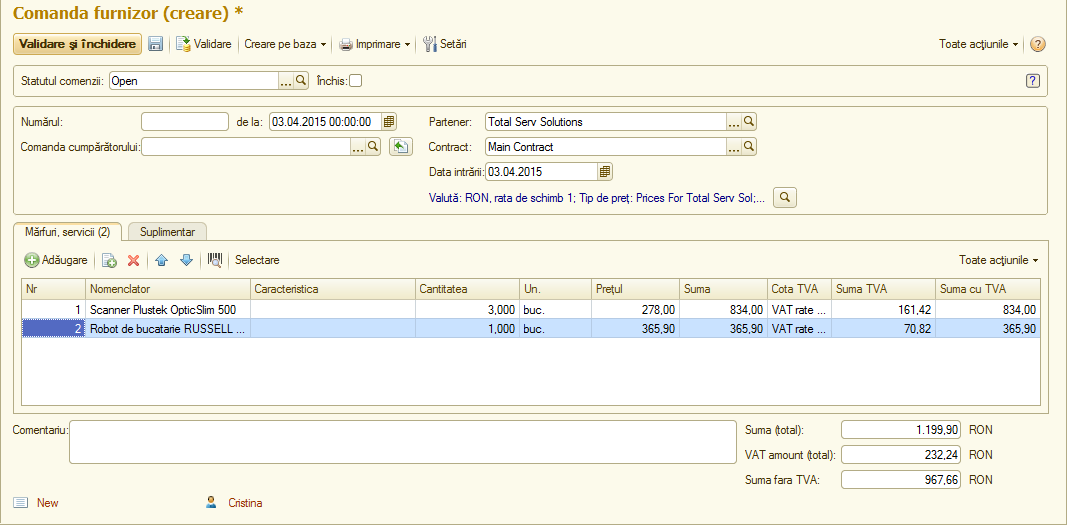 Comanda furnizor (creare) *
Validare şi închidere Validare Creare pe baza Imprimare Setări Toate acţiunile ?
Statutul comenzii: Open ... Închis: ?
Numărul: de la: 03.04.2015 00:00:00 Partener: Total Serv Solutions ...
Comanda cumpărătorului: ... Contract: Main Contract ...
Data intrării: 03.04.2015
Valută: RON, rata de schimb 1; Tip de preţ: Prices For Total Serv Sol;...
Mărfuri, servicii (2) Suplimentar
Adăugare Selectare Toate acţiunile
Nr Nomenclator Caracteristica Cantitatea Un. Preţul Suma Cota TVA Suma TVA Suma cu TVA
1 Scanner Plustek OpticSlim 500 3,000 buc. 278,00 834,00 VAT rate ... 161,42 834,00
2 Robot de bucatarie RUSSELL ... 1,000 buc. 365,90 365,90 VAT rate ... 70,82 365,90
Comentariu: Suma (total): 1.199,90 RON
VAT amount (total): 232,24 RON
Suma fara TVA: 967,66 RON
New Cristina